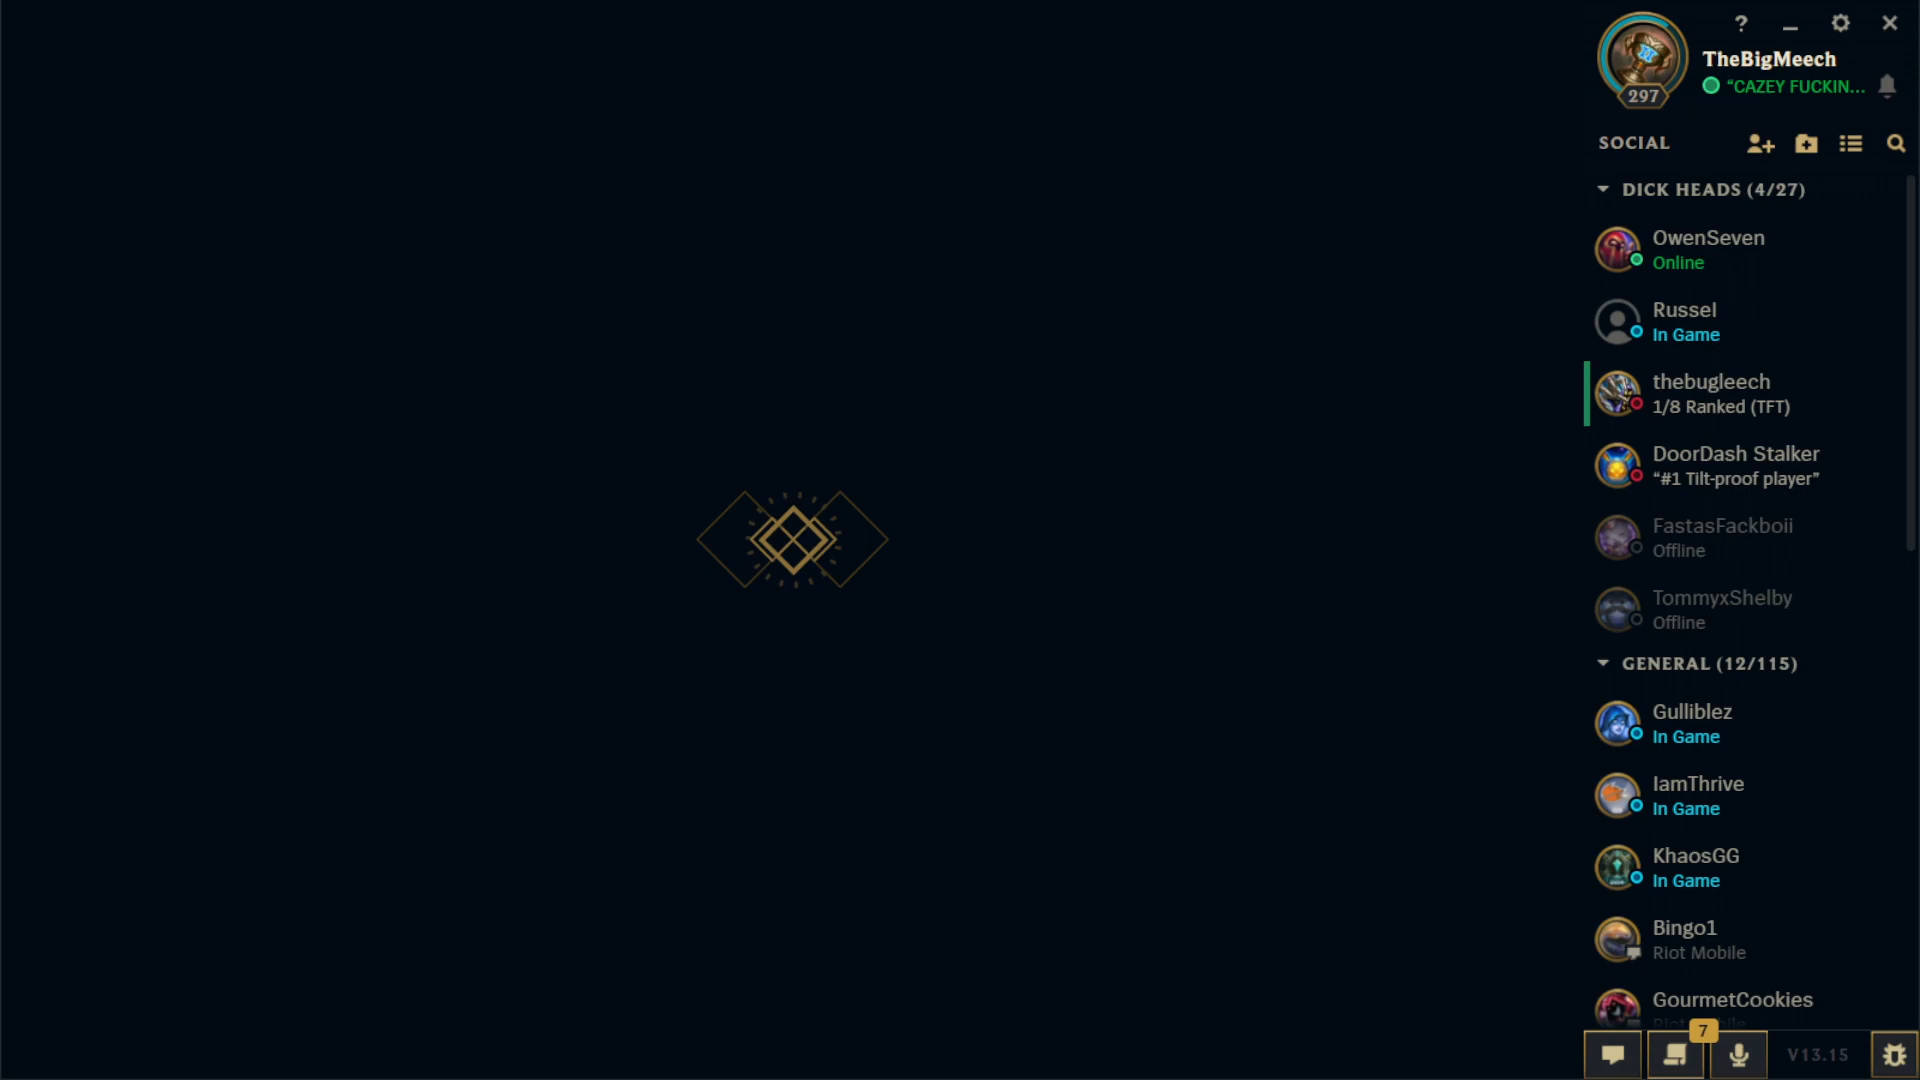 ?
TheBigMeech
297
“CAZEY FUCKIN...
SOCIAL
DICK HEADS (4/27)
OwenSeven
Online
Russel
In Game
thebugleech
1/8 Ranked (TFT)
DoorDash Stalker
“#1 Tilt-proof player”
FastasFackboii
Offline
TommyxShelby
Offline
GENERAL (12/115)
Gulliblez
In Game
IamThrive
In Game
KhaosGG
In Game
Bingo1
Riot Mobile
GourmetCookies
Riot Mobile
7
V13.15